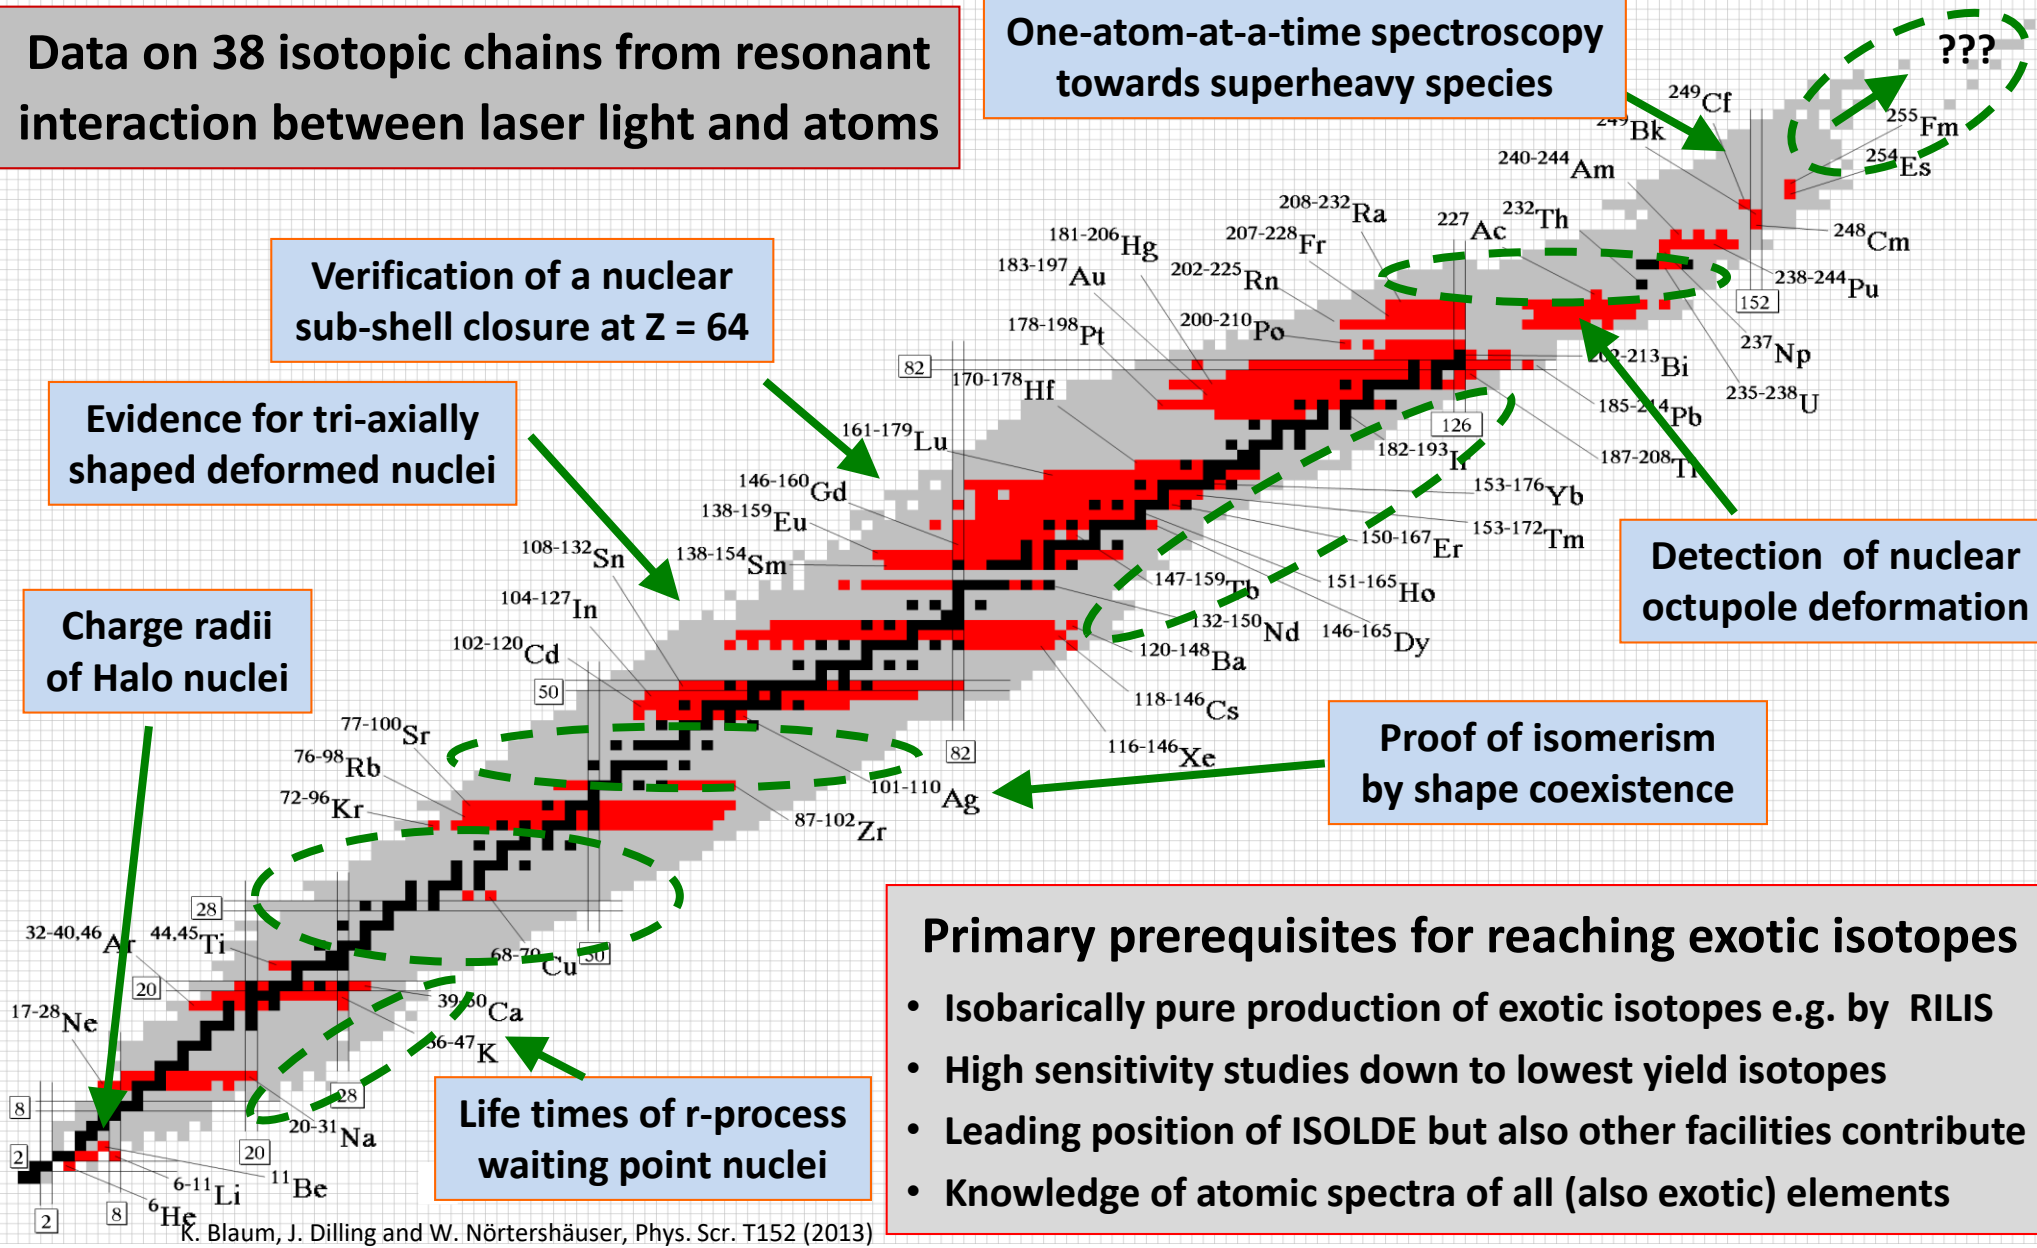 Data on 38 isotopic chains from resonant
interaction between laser light and atoms
One-atom-at-a-time spectroscopy
towards superheavy species
???
249Cf
249Bk
255Fm
254Es
240-244Am
208-232Ra
227Ac
232Th
248Cm
181-206Hg
207-228Fr
183-197Au
202-225Rn
238-244Pu
152
Verification of a nuclear
sub-shell closure at Z = 64
178-198Pt
200-210Po
237Np
202-213Bi
82
170-178Hf
235-238U
185-214Pb
126
Evidence for tri-axially
shaped deformed nuclei
161-179Lu
182-193Ir
187-208Tl
146-160Gd
153-176Yb
138-159Eu
153-172Tm
108-132Sn
138-154Sm
150-167Er
Detection of nuclear
octupole deformation
147-159Tb
151-165Ho
104-127In
132-150Nd
146-165Dy
Charge radii
of Halo nuclei
102-120Cd
120-148Ba
50
118-146Cs
77-100Sr
82
116-146Xe
Proof of isomerism
by shape coexistence
76-98Rb
101-110Ag
72-96Kr
87-102Zr
28
32-40,46Ar
44,45Ti
68-70Cu
50
20
39-50Ca
17-28Ne
36-47K
28
8
20-31Na
20
2
6-11Li
11Be
6He
2
8
Life times of r-process
waiting point nuclei
Primary prerequisites for reaching exotic isotopes
• Isobarically pure production of exotic isotopes e.g. by RILIS
• High sensitivity studies down to lowest yield isotopes
• Leading position of ISOLDE but also other facilities contribute
• Knowledge of atomic spectra of all (also exotic) elements
K. Blaum, J. Dilling and W. Nörtershäuser, Phys. Scr. T152 (2013)